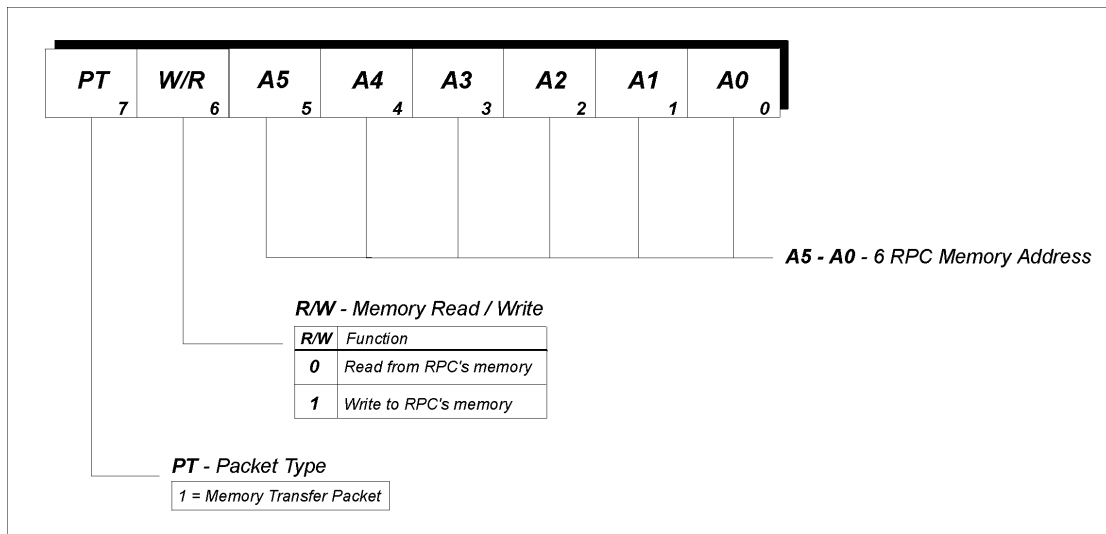 PT W/R A5 A4 A3 A2 A1 A0
7 6 5 4 3 2 1 0
A5 - A0 - 6 RPC Memory Address
R/W - Memory Read / Write
R/W Function
0 Read from RPC's memory
1 Write to RPC's memory
PT - Packet Type
1 = Memory Transfer Packet